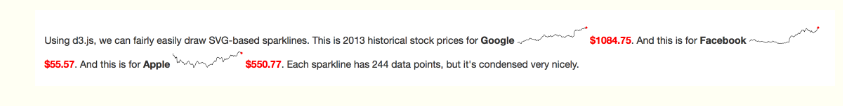 Using d3.js, we can fairly easily draw SVG-based sparklines. This is 2013 historical stock prices for Google $1084.75. And this is for Facebook
$55.57. And this is for Apple $550.77. Each sparkline has 244 data points, but it's condensed very nicely.